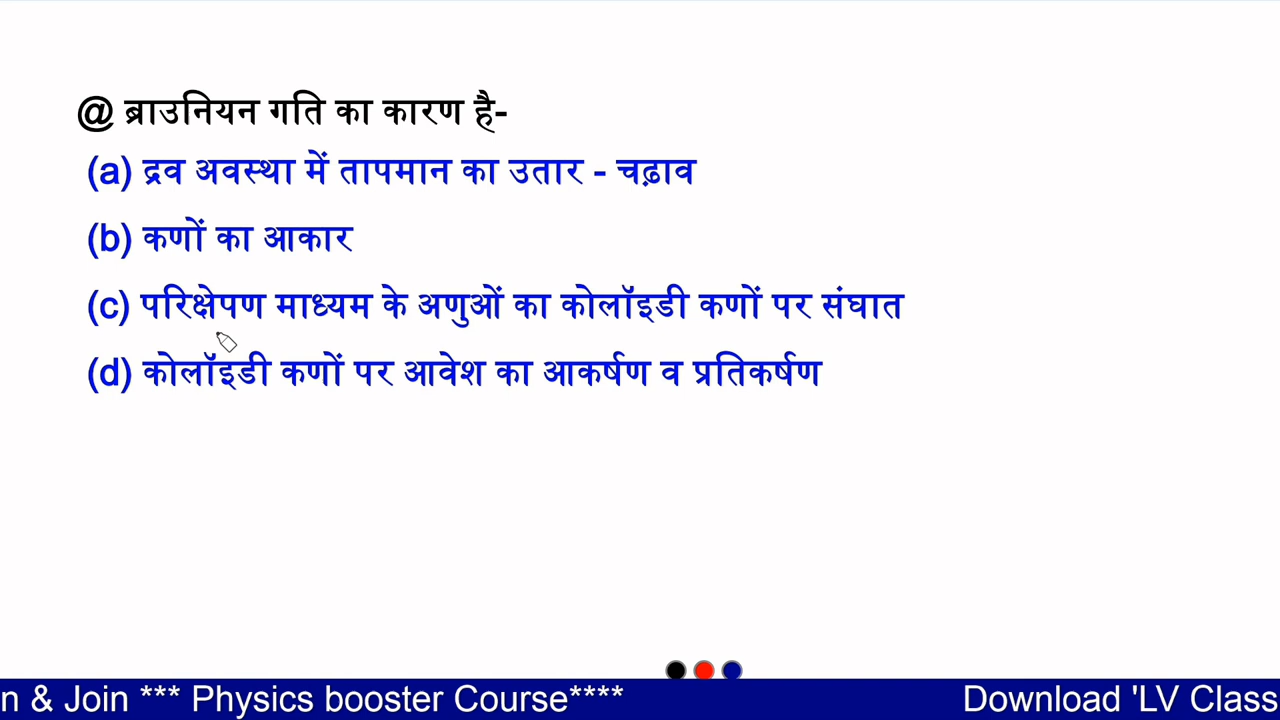 @ ब्राउनियन गति का कारण है-
(a) द्रव अवस्था में तापमान का उतार - चढ़ाव
(b) कणों का आकार
(c) परिक्षेपण माध्यम के अणुओं का कोलॉइडी कणों पर संघात
(d) कोलॉइडी कणों पर आवेश का आकर्षण व प्रतिकर्षण
n & Join *** Physics booster Course**** Download 'LV Class